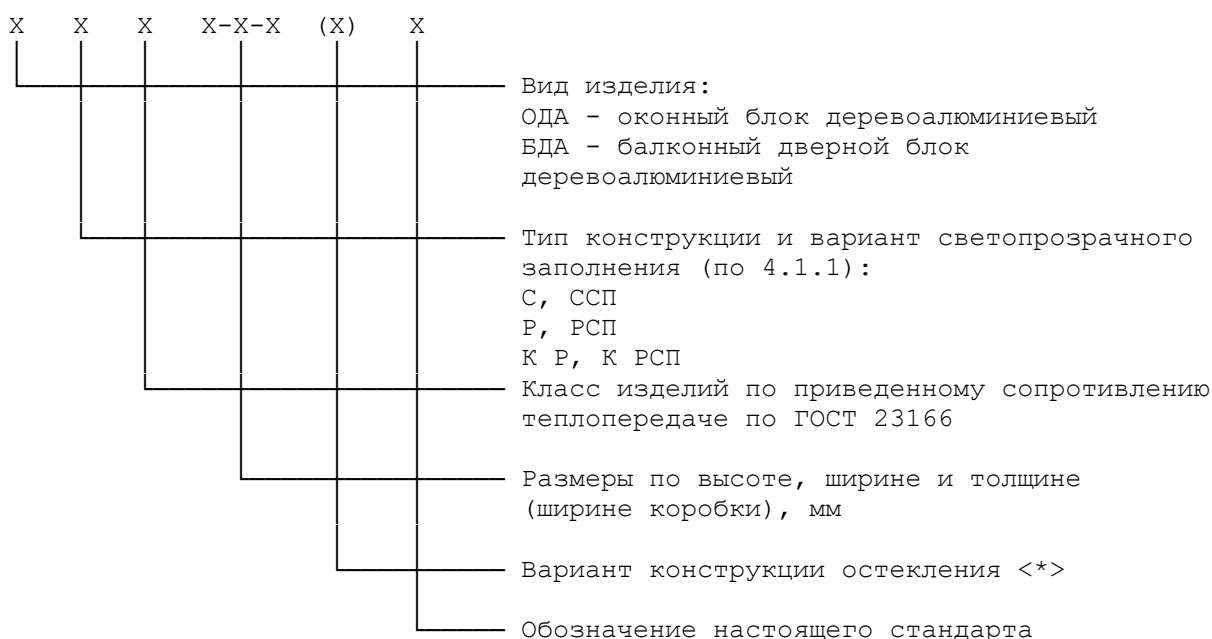 X X X X-X-X (X) X
Вид изделия:
ОДА - оконный блок деревоалюминиевый
БДА - балконный дверной блок
деревоалюминиевый
Тип конструкции и вариант светопрозрачного
заполнения (по 4.1.1):
С, ССП
Р, РСП
К Р, К РСП
Класс изделий по приведенному сопротивлению
теплопередаче по ГОСТ 23166
Размеры по высоте, ширине и толщине
(ширине коробки), мм
Вариант конструкции остекления <*>
Обозначение настоящего стандарта